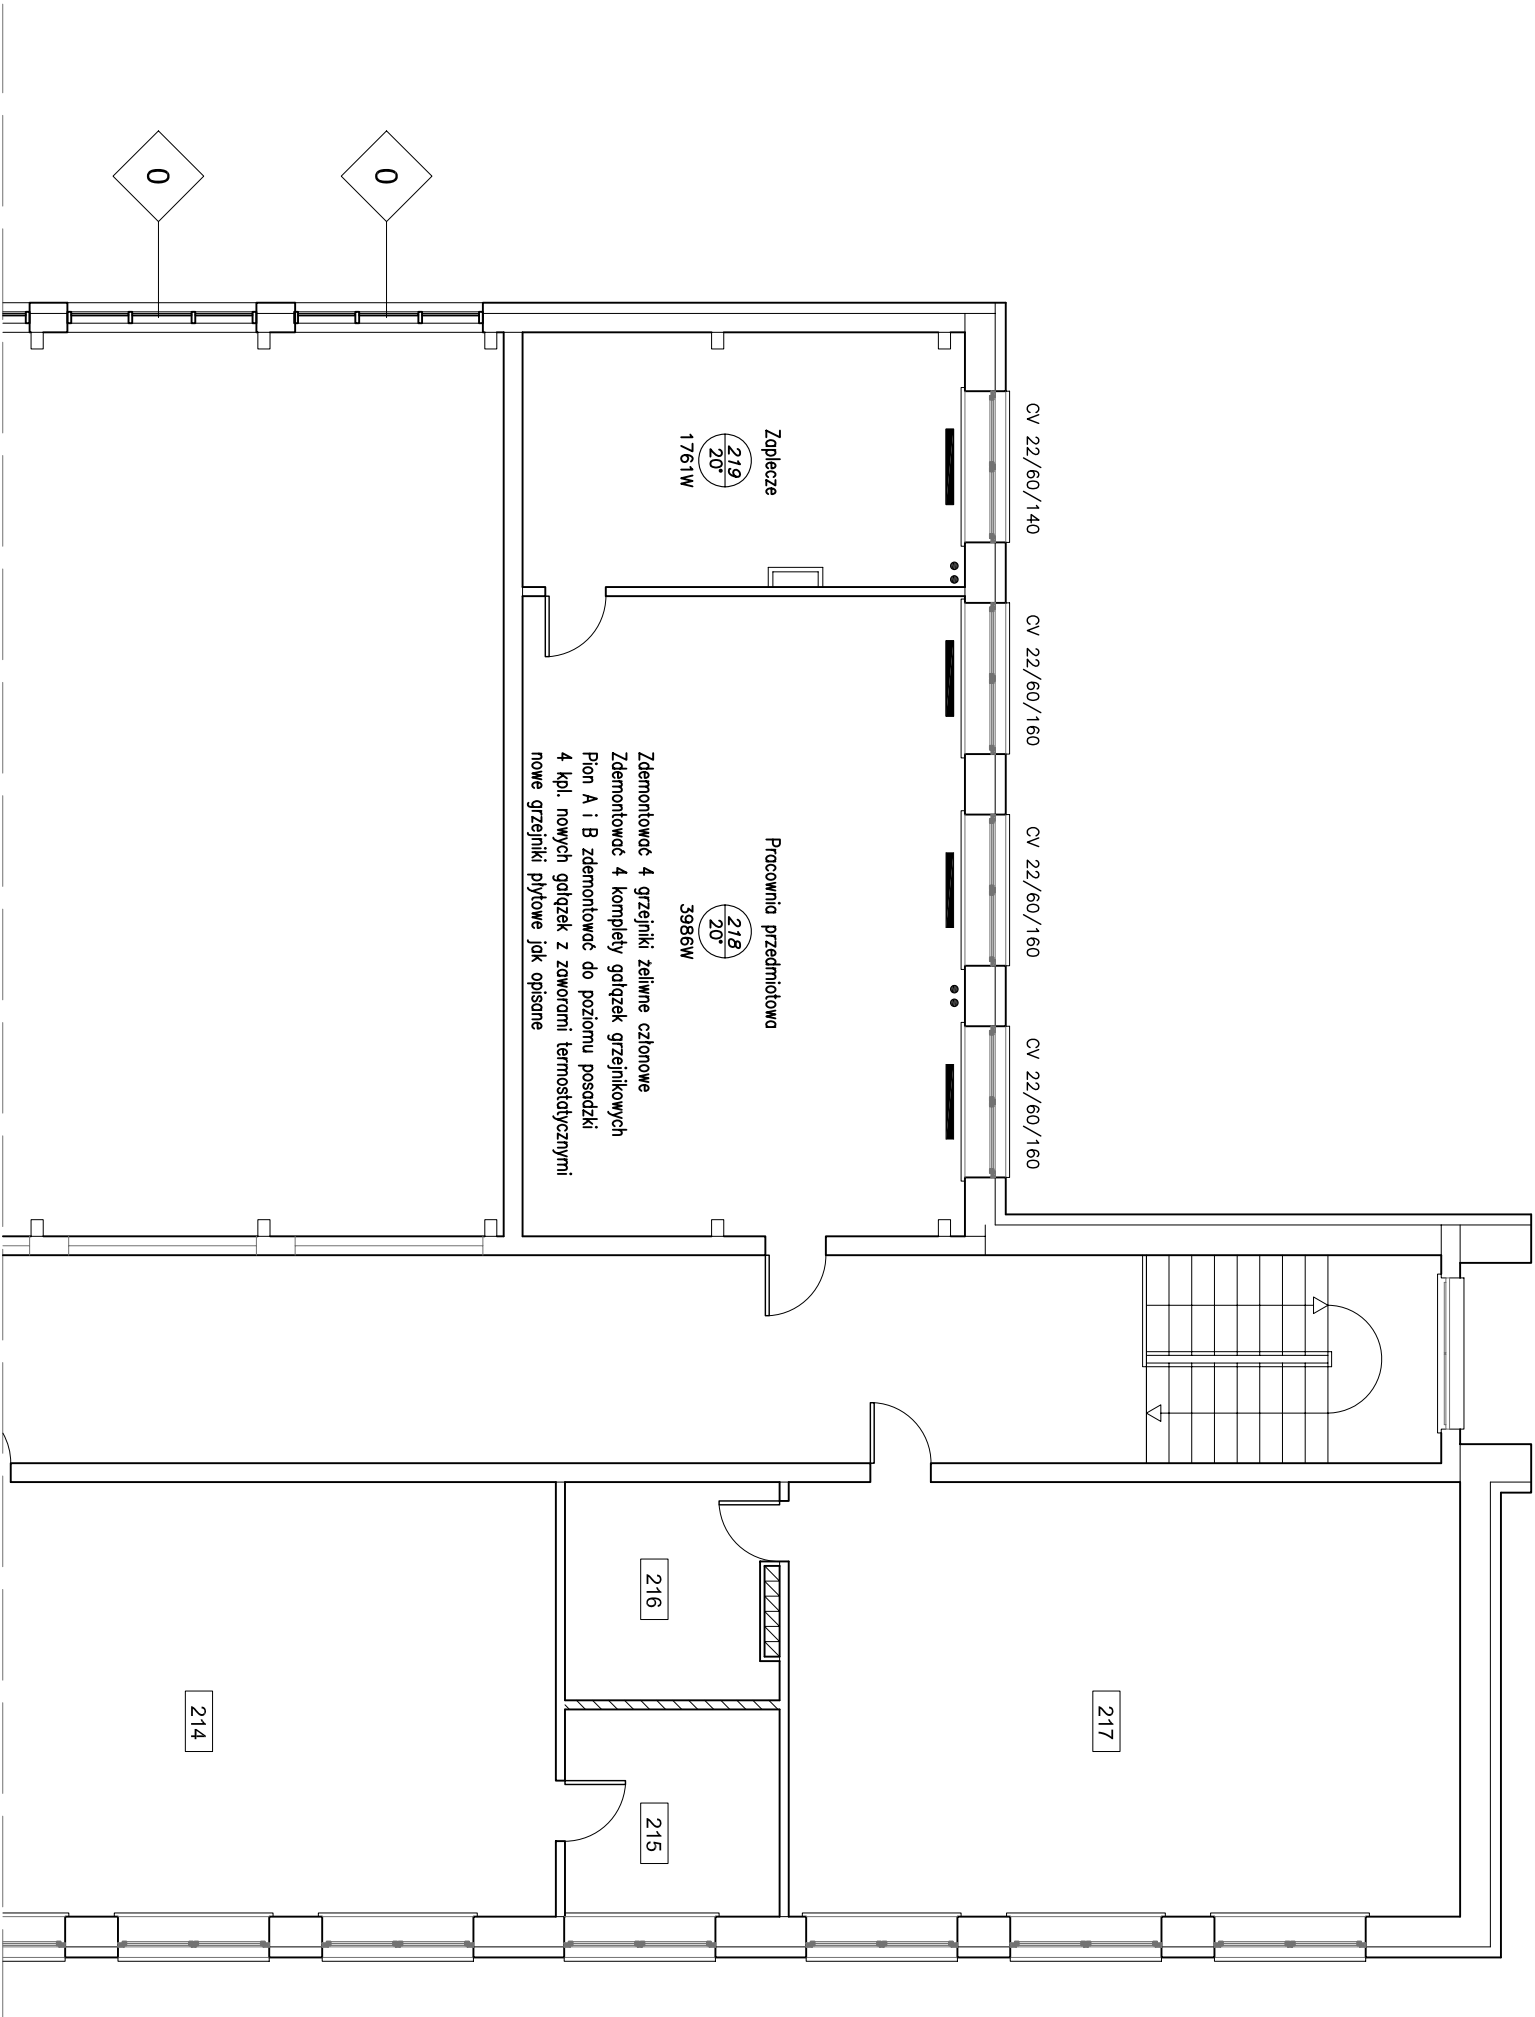 CV 22/60/140
CV 22/60/160
CV 22/60/160
CV 22/60/160
Zaplecze
219
20°
1761W
Pracownia przedmiotowa
218
20°
3986W
Zdemontować 4 grzejniki żeliwne członowe
Zdemontować 4 komplety gałązek grzejnikowych
Pion A i B zdemontować do poziomu posadzki
4 kpl. nowych gałązek z zaworami termostatycznymi
nowe grzejniki płytowe jak opisane
0
0
217
216
215
214